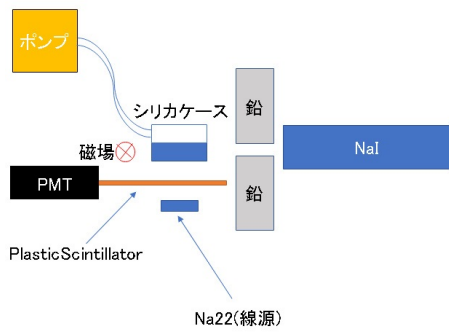 ポンプ
シリカケース
鉛
磁場
NaI
PMT
鉛
PlasticScintillator
Na22(線源)